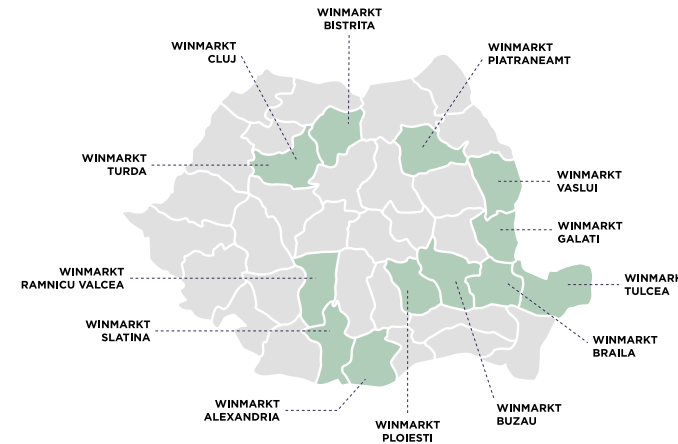 WINMARKT
BISTRITA
WINMARKT
CLUJ
WINMARKT
PIATRANEAMT
WINMARKT
TURDA
WINMARKT
VASLUI
WINMARKT
GALATI
WINMARKT
RAMNICU VALCEA
WINMARK
TULCEA
WINMARKT
SLATINA
WINMARKT
BRAILA
WINMARKT
ALEXANDRIA
WINMARKT
BUZAU
WINMARKT
PLOIESTI